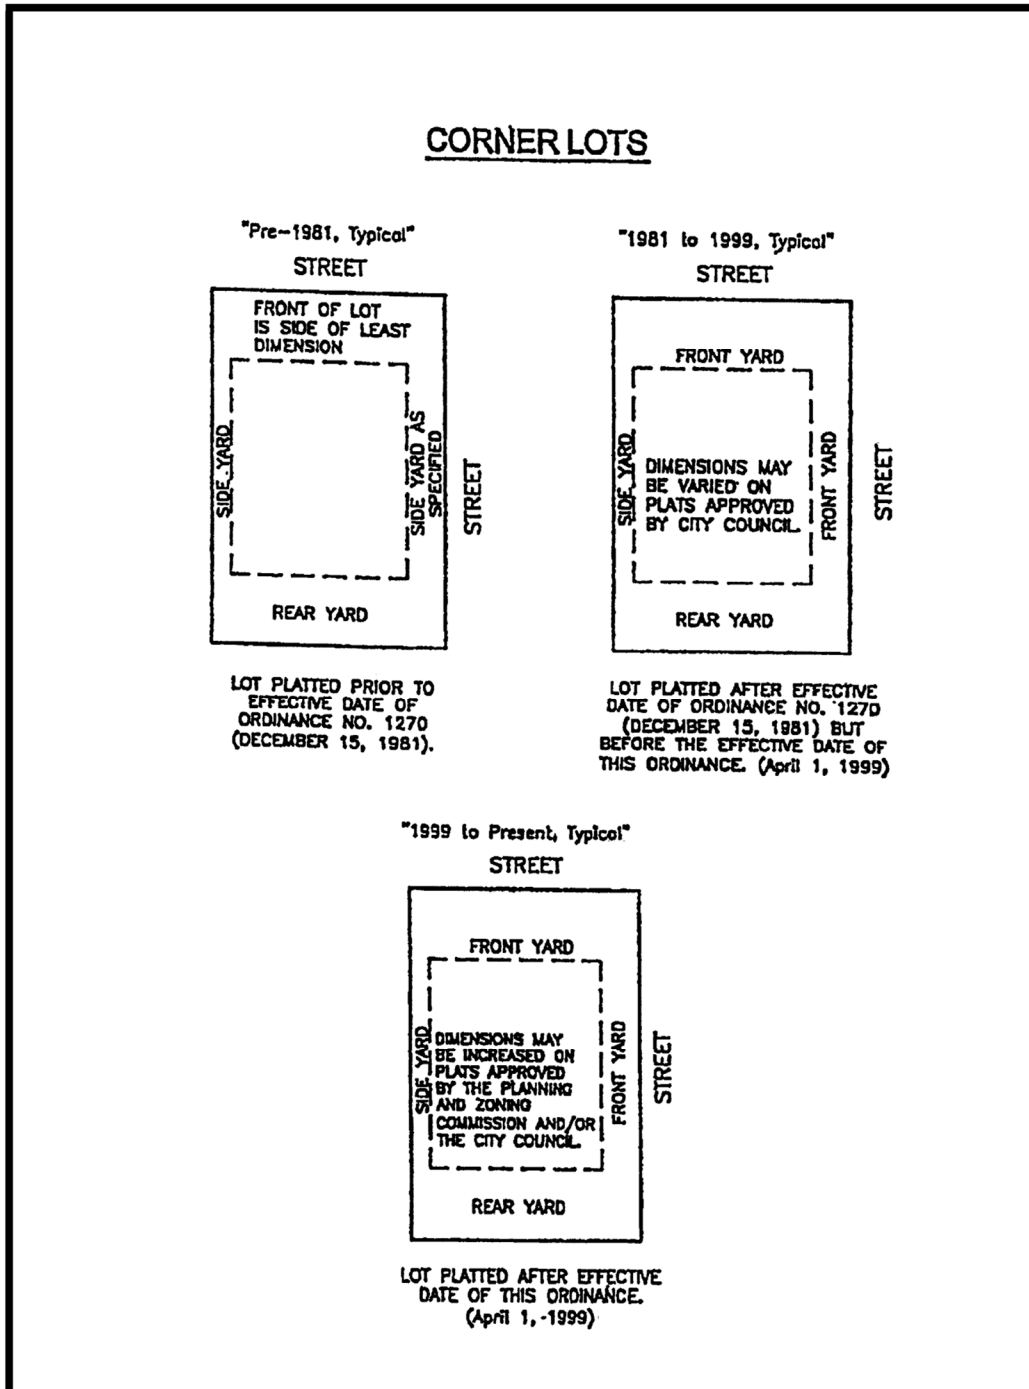 CORNER LOTS
"Pre-1981, Typical"
STREET
FRONT OF LOT
IS SIDE OF LEAST
DIMENSION
SIDE YARD
SIDE YARD AS
SPECIFIED
STREET
REAR YARD
LOT PLATTED PRIOR TO
EFFECTIVE DATE OF
ORDINANCE NO. 1270
(DECEMBER 15, 1981).
"1981 to 1999, Typical"
STREET
FRONT YARD
SIDE YARD
DIMENSIONS MAY
BE VARIED ON
PLATS APPROVED
BY CITY COUNCIL.
FRONT YARD
STREET
REAR YARD
LOT PLATTED AFTER EFFECTIVE
DATE OF ORDINANCE NO. 1270
(DECEMBER 15, 1981) BUT
BEFORE THE EFFECTIVE DATE OF
THIS ORDINANCE. (April 1, 1999)
"1999 to Present, Typical"
STREET
FRONT YARD
SIDE YARD
DIMENSIONS MAY
BE INCREASED ON
PLATS APPROVED
BY THE PLANNING
AND ZONING
COMMISSION AND/OR
THE CITY COUNCIL.
FRONT YARD
STREET
REAR YARD
LOT PLATTED AFTER EFFECTIVE
DATE OF THIS ORDINANCE.
(April 1, 1999)